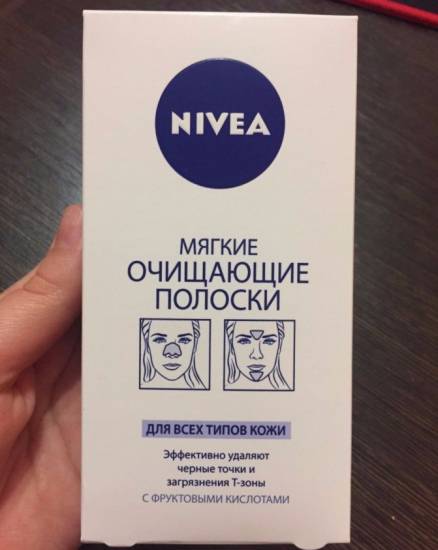 NIVEA
МЯГКИЕ
ОЧИЩАЮЩИЕ
ПОЛОСКИ
ДЛЯ ВСЕХ ТИПОВ КОЖИ
Эффективно удаляют
черные точки и
загрязнения Т-зоны
С ФРУКТОВЫМИ КИСЛОТАМИ